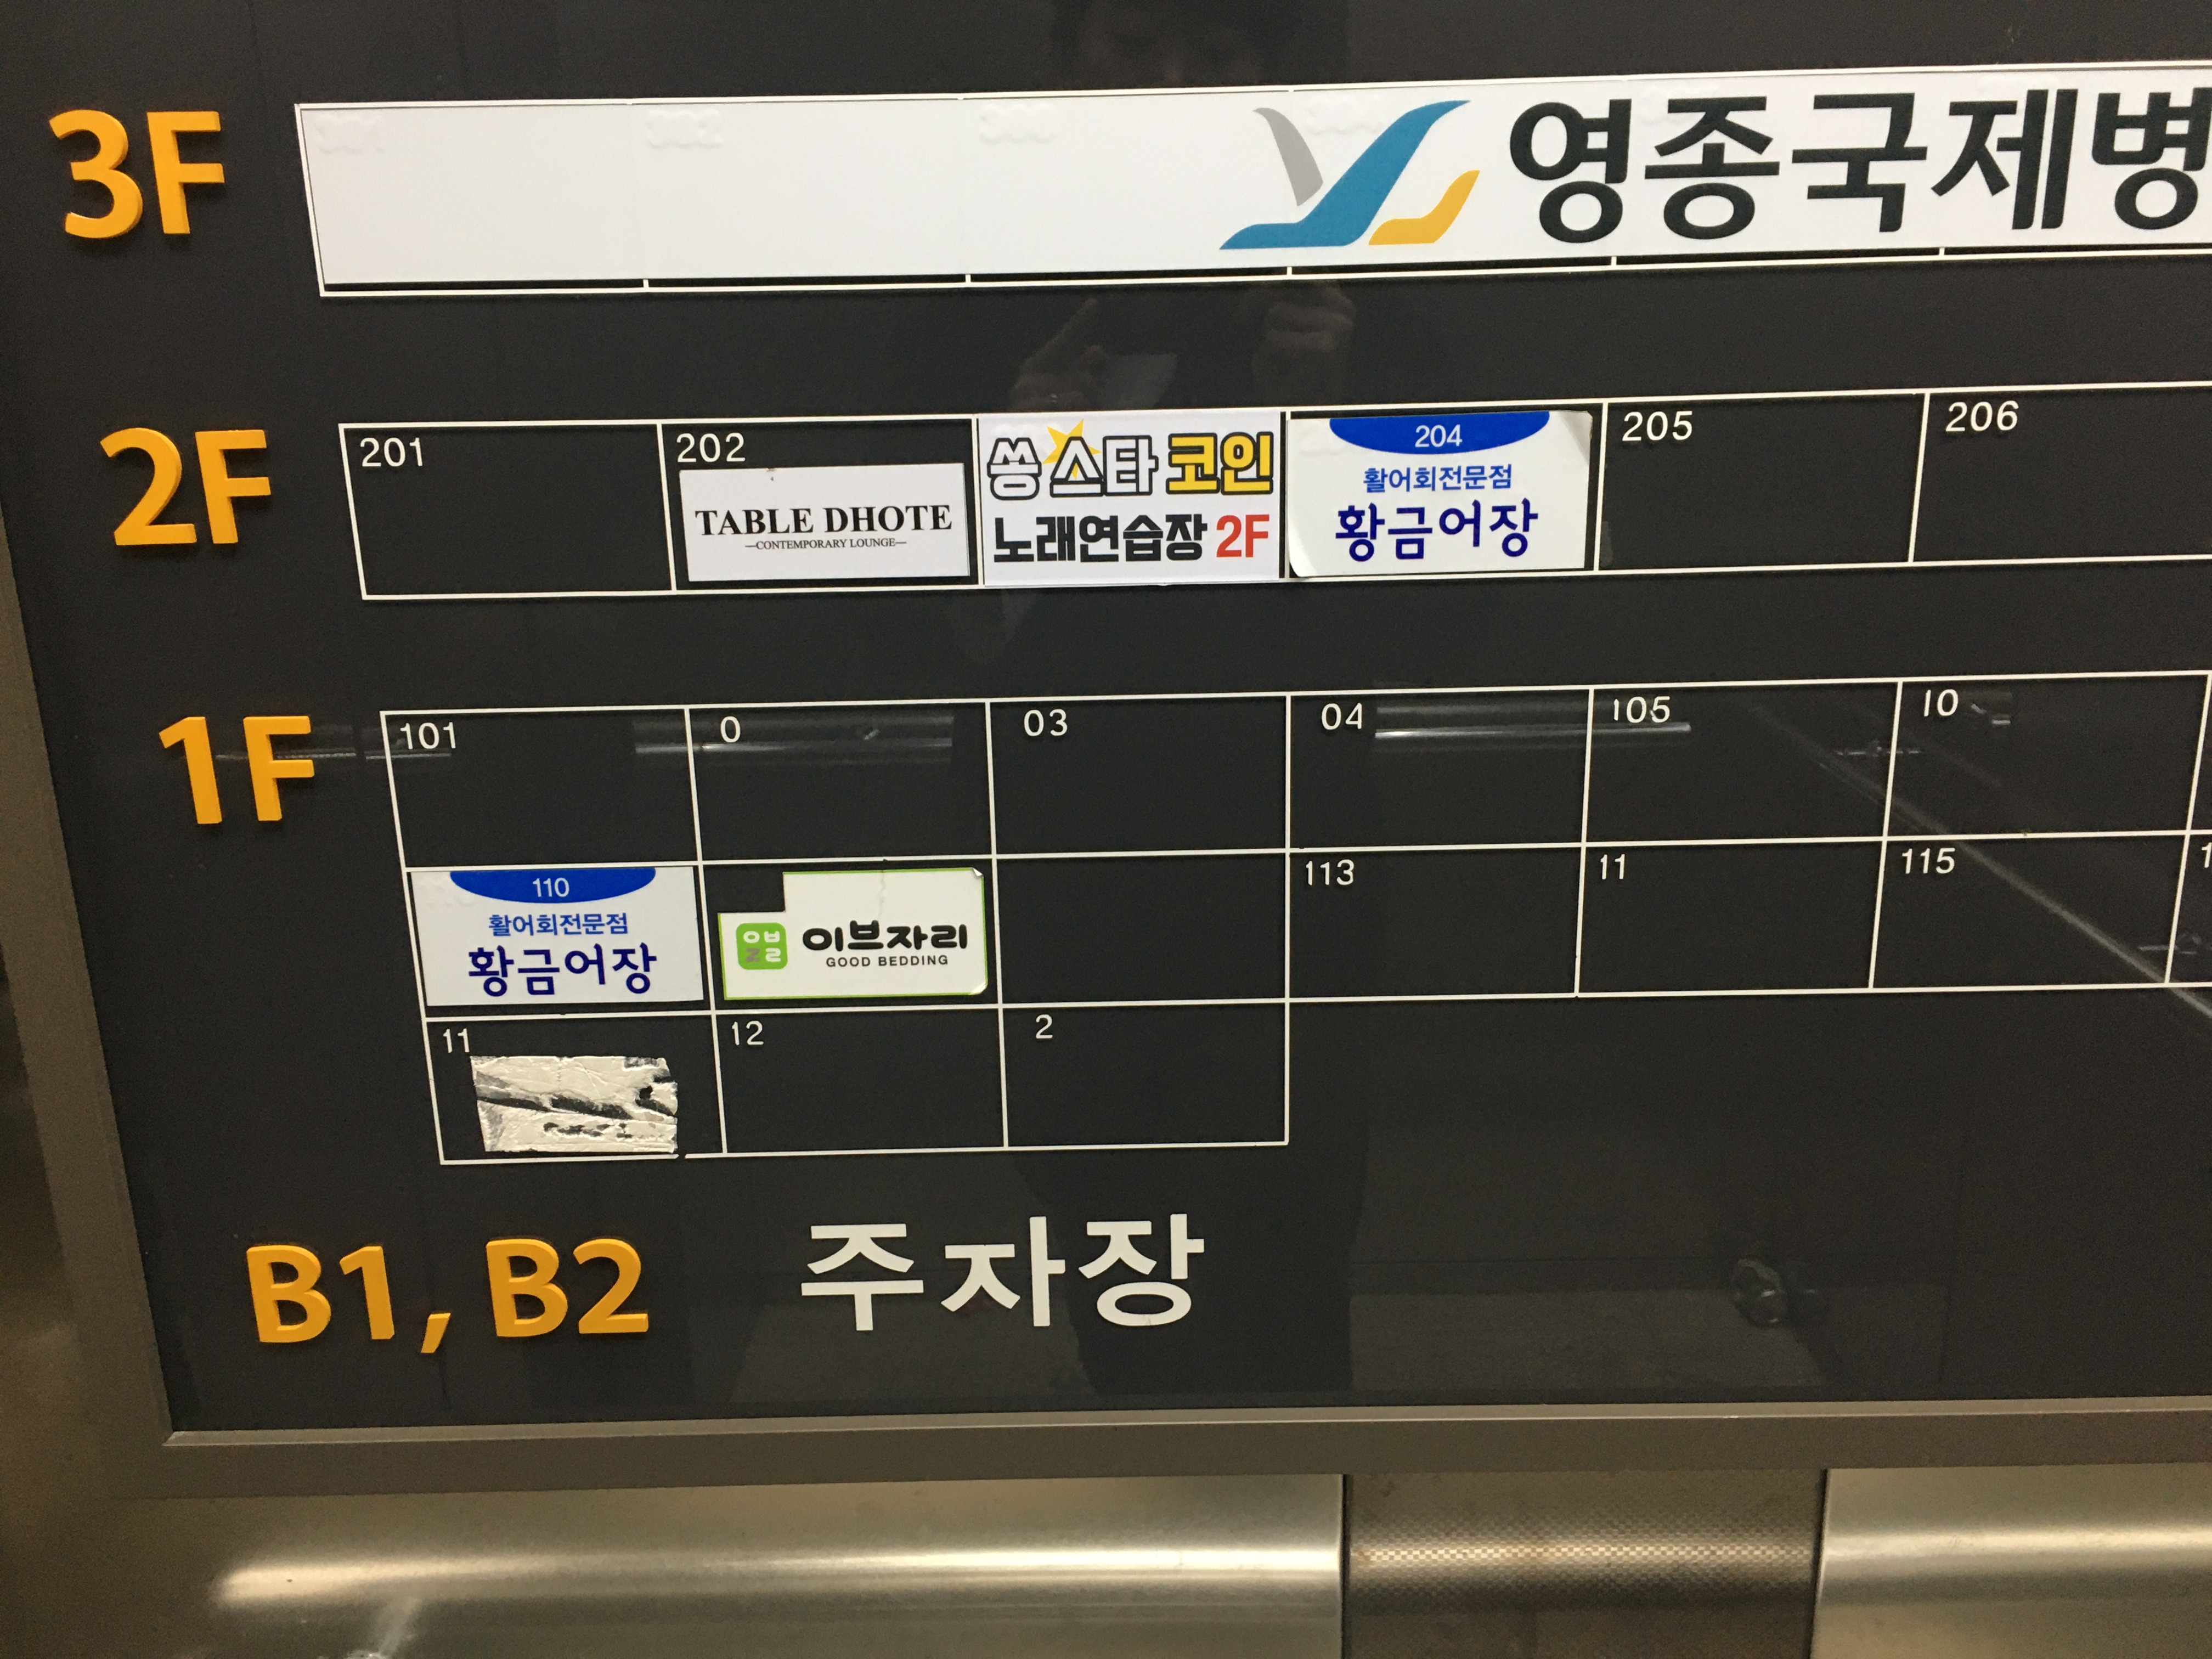 3F
영종국제병
2F
201
202
TABLE DHOTE
—CONTEMPORARY LOUNGE—
쏭스타 코인
노래연습장 2F
204
활어회전문점
황금어장
205
206
1F
101
0
03
04
105
10
110
활어회전문점
황금어장
이브자리
GOOD BEDDING
113
11
115
1
11
12
2
B1, B2 주자장